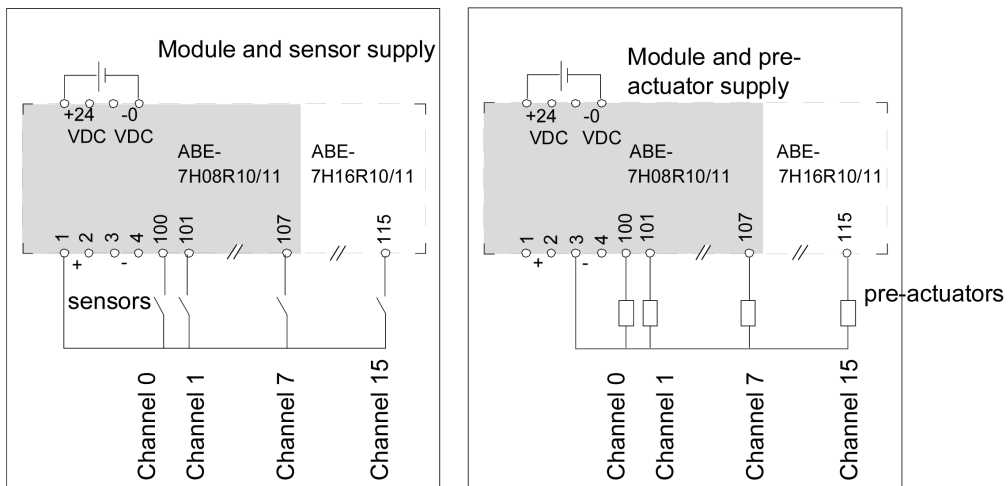 Module and sensor supply
+24 -0
VDC VDC
ABE-
7H08R10/11
ABE-
7H16R10/11
1 2 3 4 100 101 107 115
+ -
sensors
Channel 0
Channel 1
Channel 7
Channel 15
Module and pre-
actuator supply
+24 -0
VDC VDC
ABE-
7H08R10/11
ABE-
7H16R10/11
1 2 3 4 100 101 107 115
+ -
pre-actuators
Channel 0
Channel 1
Channel 7
Channel 15